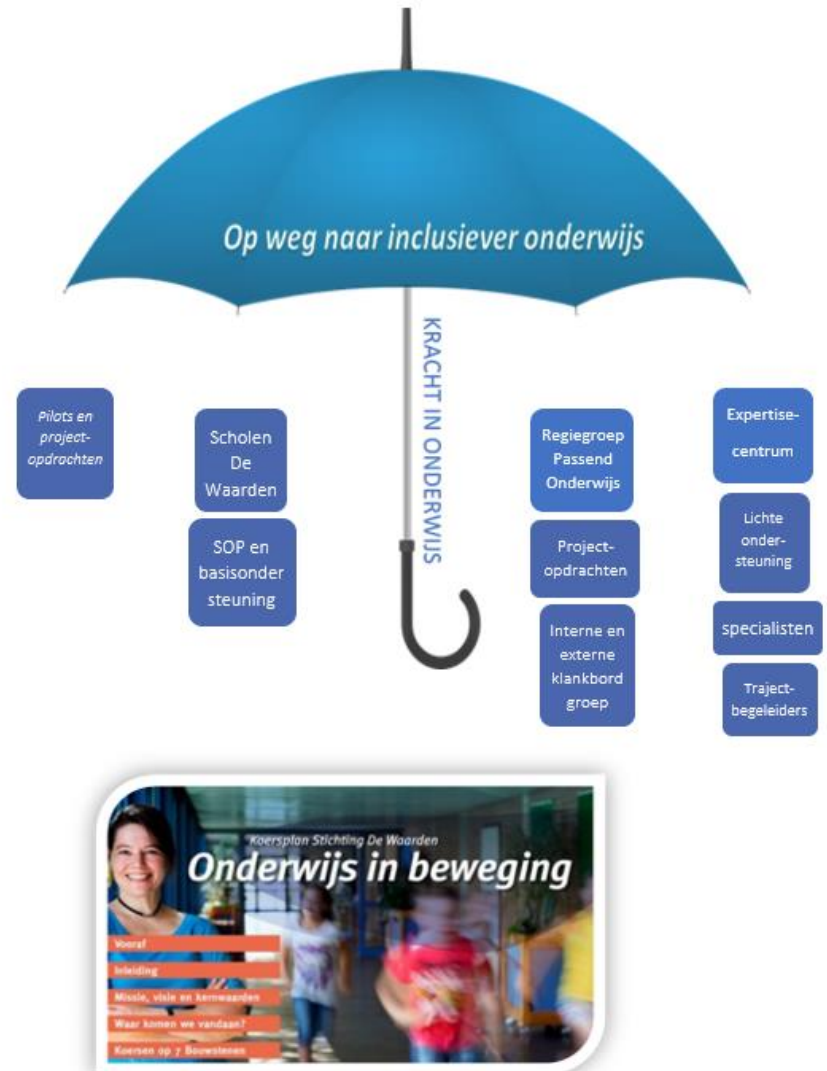 Op weg naar inclusiever onderwijs
KRACHT IN ONDERWIJS
Pilots en
project-
opdrachten
Scholen
De
Waarden
SOP en
basisonder
steuning
Regiegroep
Passend
Onderwijs
Project-
opdrachten
Interne en
externe
klankbord
groep
Expertise-
centrum
Lichte
onder-
steuning
specialisten
Traject-
begeleiders
Koersplan Stichting De Waarden
Onderwijs in beweging
Vooraf
Inleiding
Missie, visie en kernwaarden
Waar komen we vandaan?
Koersen op 7 Bouwstenen